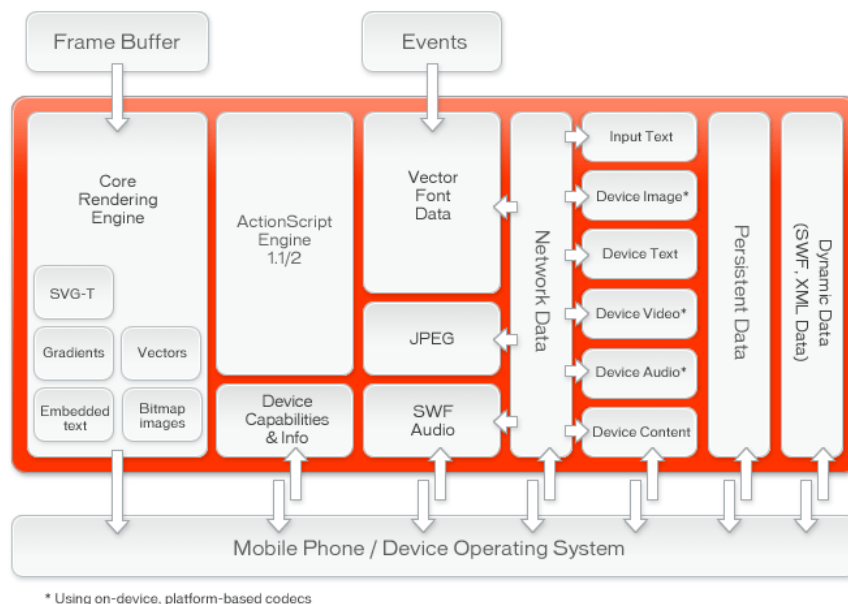 Frame Buffer
Events
Core
Rendering
Engine
SVG-T
Gradients
Vectors
Embedded
text
Bitmap
images
ActionScript
Engine
1.1/2
Device
Capabilities
& Info
Vector
Font
Data
JPEG
SWF
Audio
Network Data
Input Text
Device Image*
Device Text
Device Video*
Device Audio*
Device Content
Persistent Data
Dynamic Data
(SWF, XML Data)
Mobile Phone / Device Operating System
* Using on-device, platform-based codecs